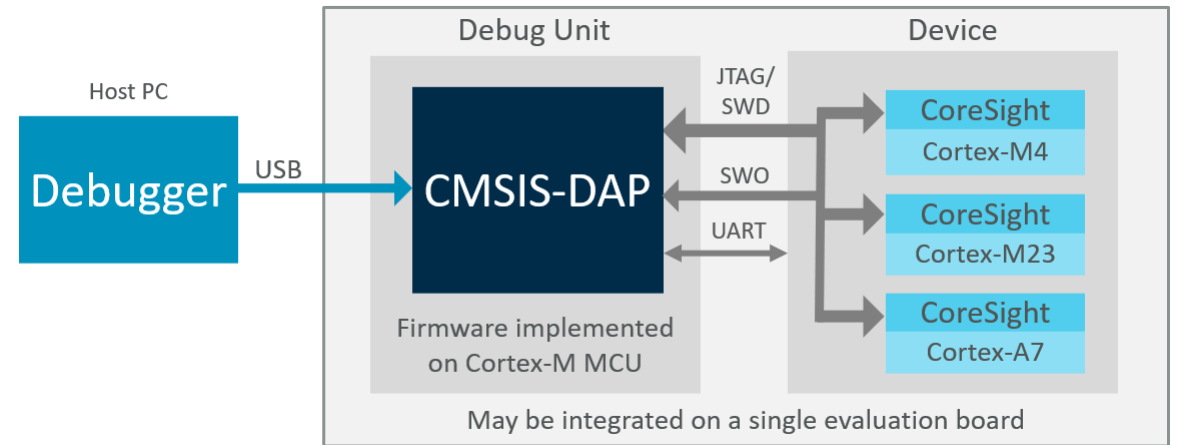 Debug Unit
Device
Host PC
Debugger
USB
CMSIS-DAP
JTAG/
SWD
SWO
UART
CoreSight
Cortex-M4
CoreSight
Cortex-M23
CoreSight
Cortex-A7
Firmware implemented
on Cortex-M MCU
May be integrated on a single evaluation board